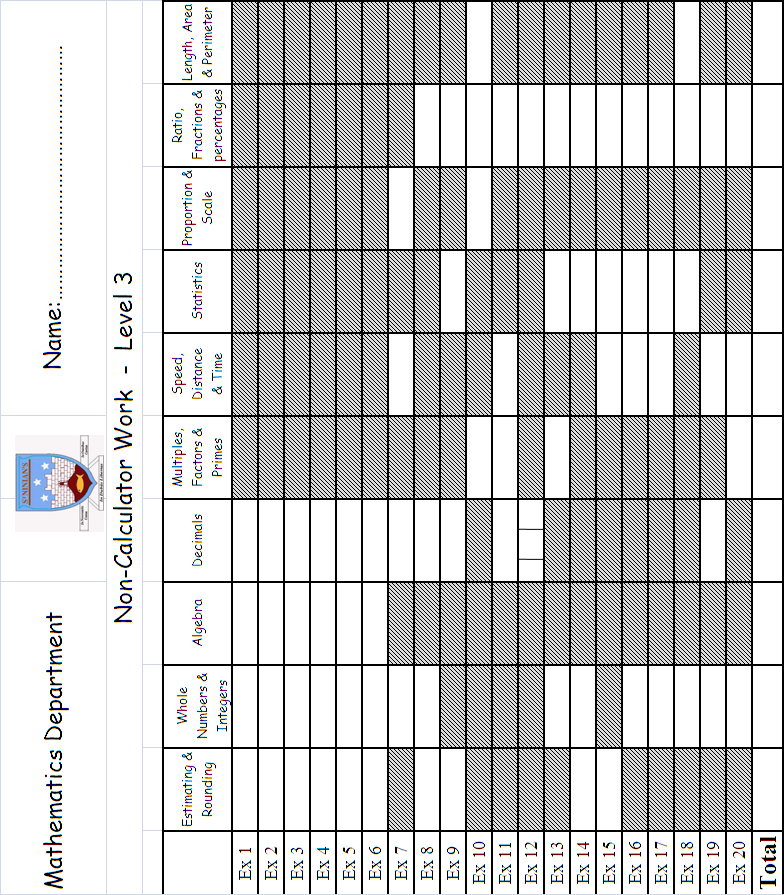 Mathematics Department
ST NINIAN'S
Name:.......................................................
Non-Calculator Work - Level 3
Estimating &
Rounding
Whole
Numbers &
Integers
Algebra
Decimals
Multiples,
Factors &
Primes
Speed,
Distance
& Time
Statistics
Proportion &
Scale
Ratio,
Fractions &
percentages
Length, Area
& Perimeter
Ex 1
Ex 2
Ex 3
Ex 4
Ex 5
Ex 6
Ex 7
Ex 8
Ex 9
Ex 10
Ex 11
Ex 12
Ex 13
Ex 14
Ex 15
Ex 16
Ex 17
Ex 18
Ex 19
Ex 20
Total